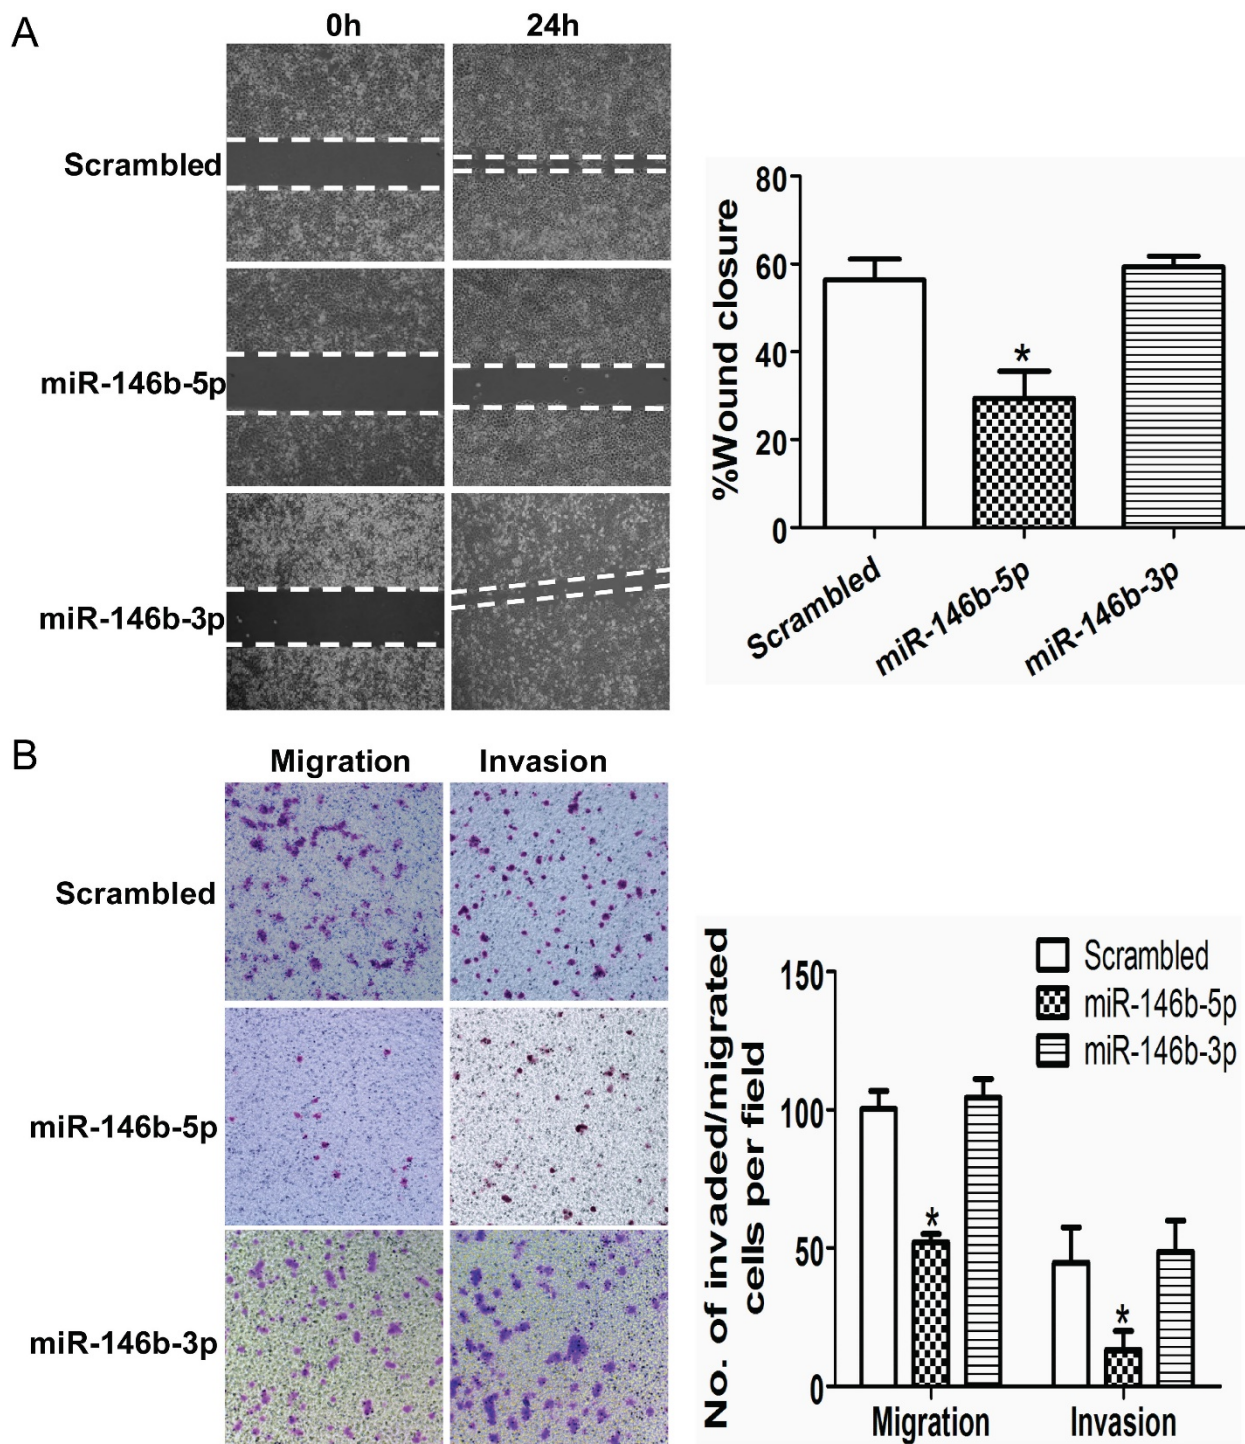 A
0h
24h
Scrambled
miR-146b-5p
miR-146b-3p
%Wound closure
80
60
40
20
0
*
Scrambled
miR-146b-5p
miR-146b-3p
B
Migration
Invasion
Scrambled
miR-146b-5p
miR-146b-3p
No. of invaded/migrated
cells per field
150
100
50
0
Scrambled
miR-146b-5p
miR-146b-3p
*
*
Migration
Invasion